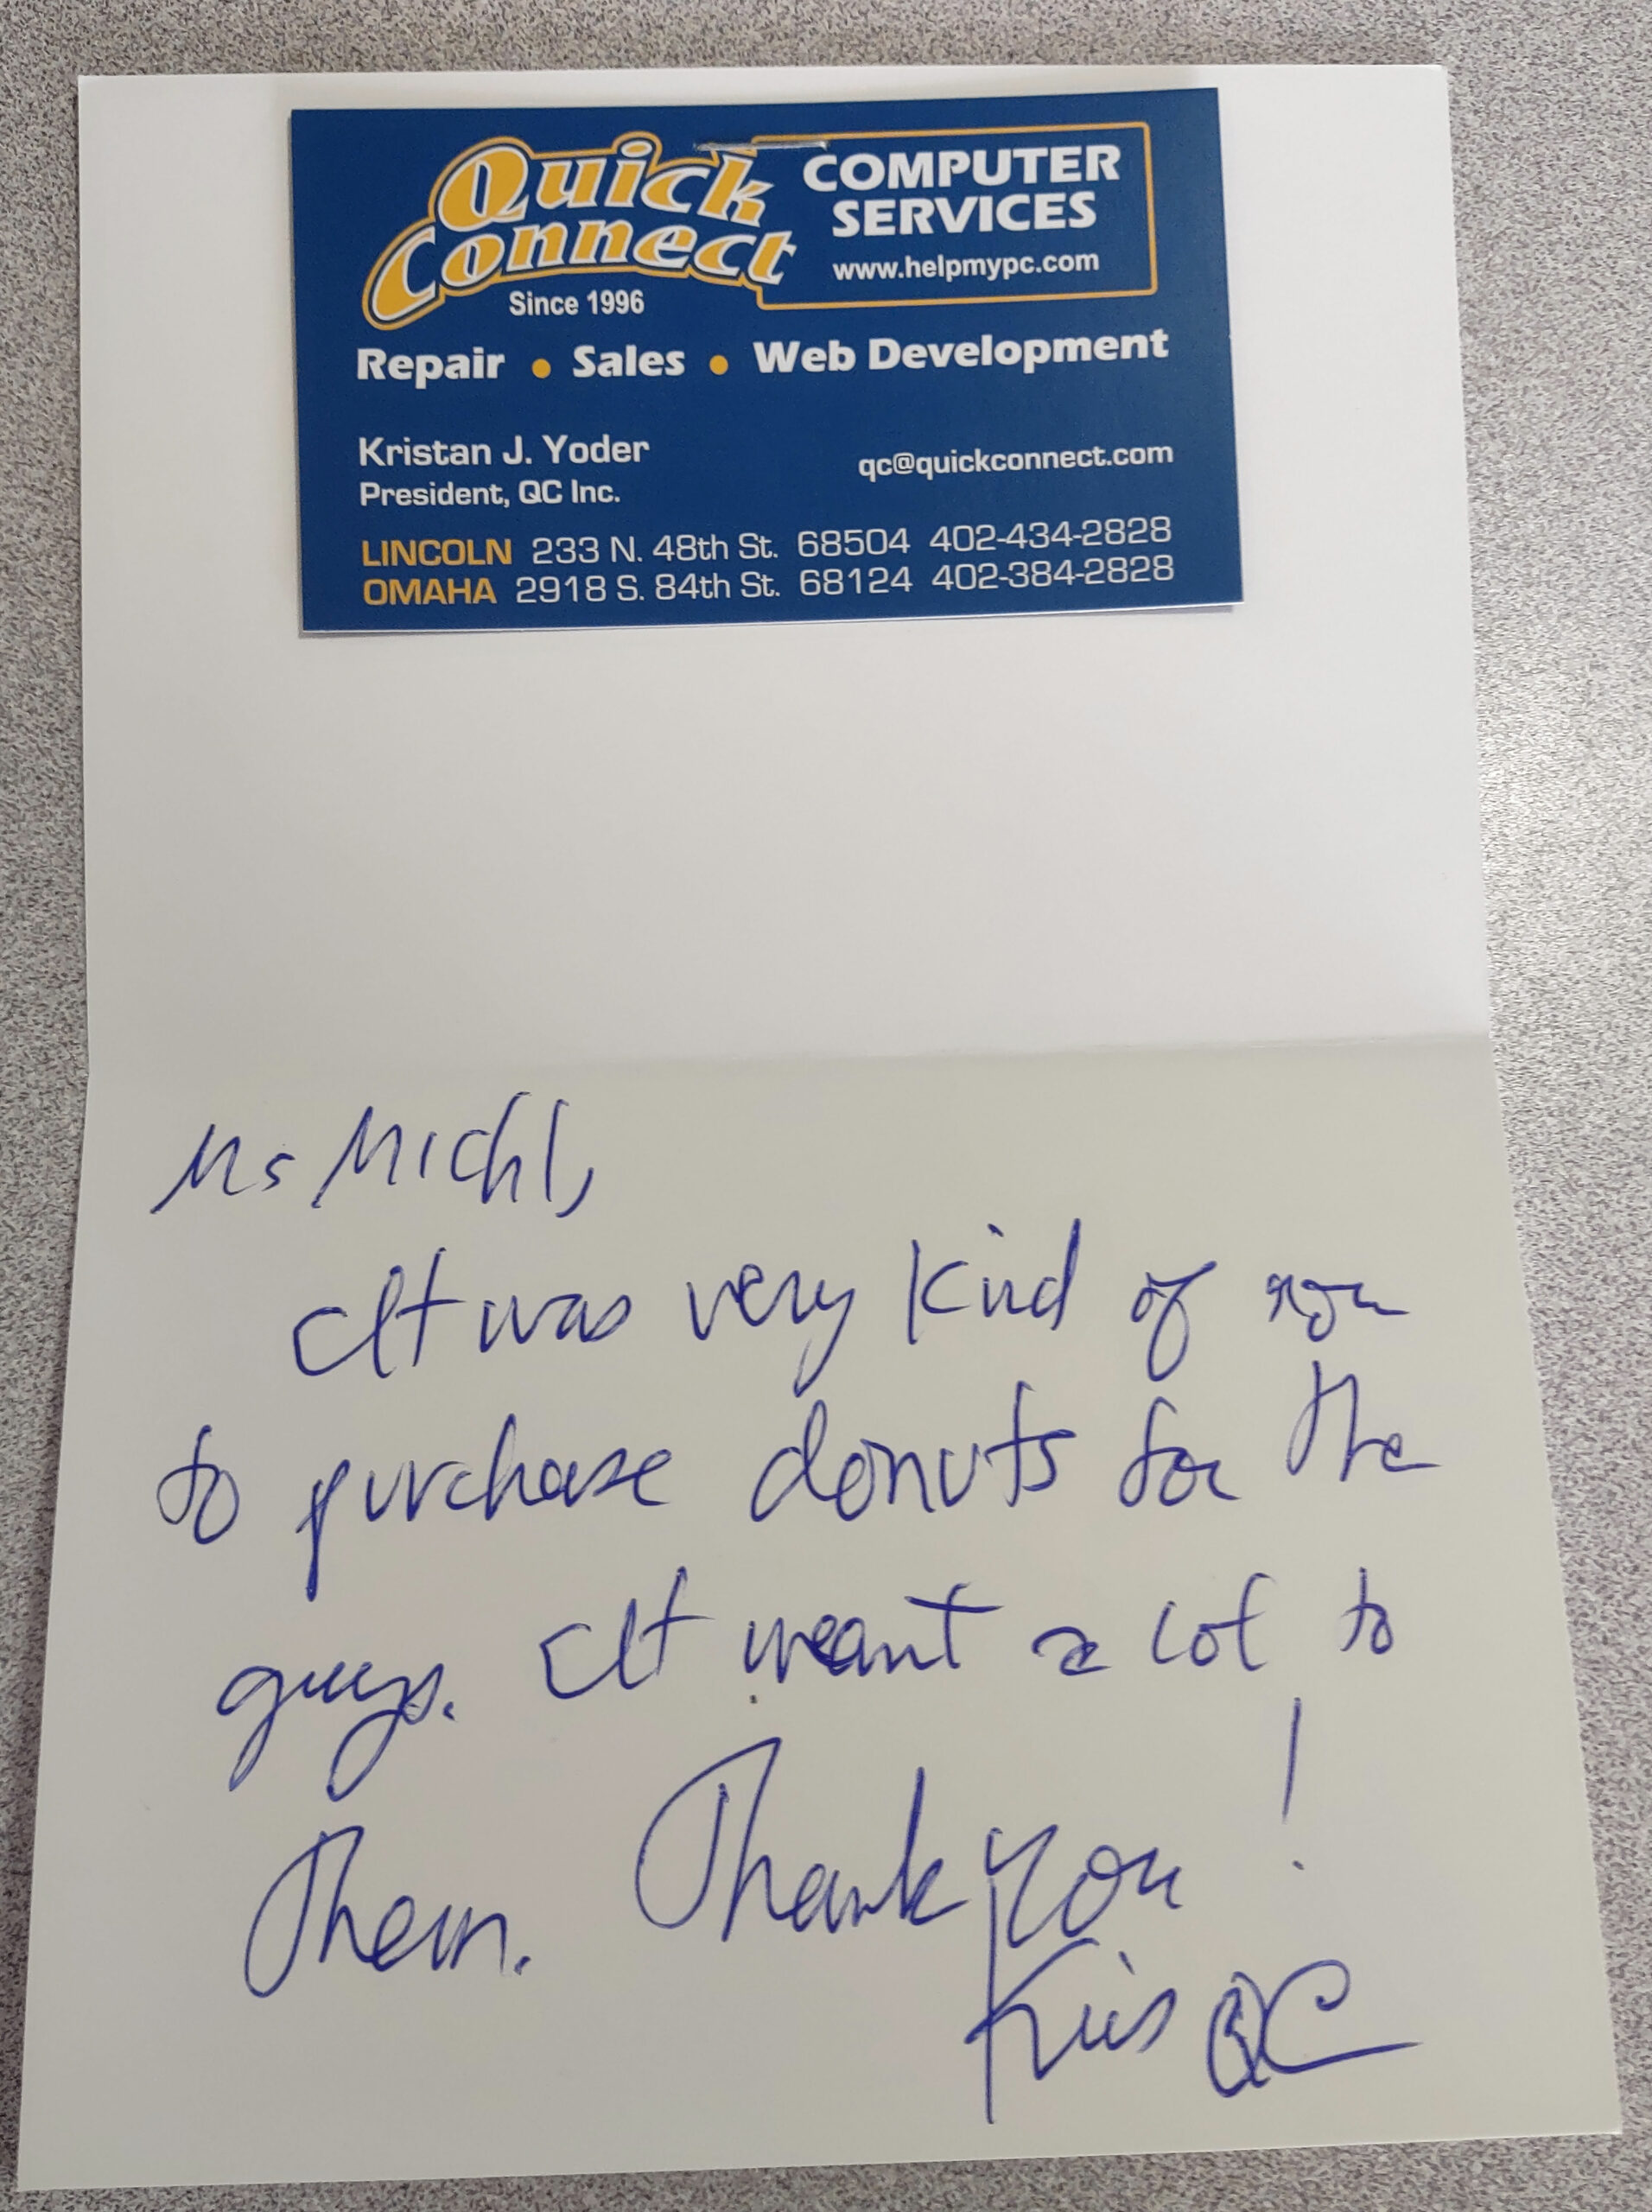 Quick
Connect
COMPUTER
SERVICES
www.helpmypc.com
Since 1996
Repair • Sales • Web Development
Kristan J. Yoder
President, QC Inc.
qc@quickconnect.com
LINCOLN 233 N. 48th St. 68504 402-434-2828
OMAHA 2918 S. 84th St. 68124 402-384-2828
Ms Michl,
It was very kind of you
to purchase donuts for the
guys. It meant a lot to
Them. Thank you!
Kris QC